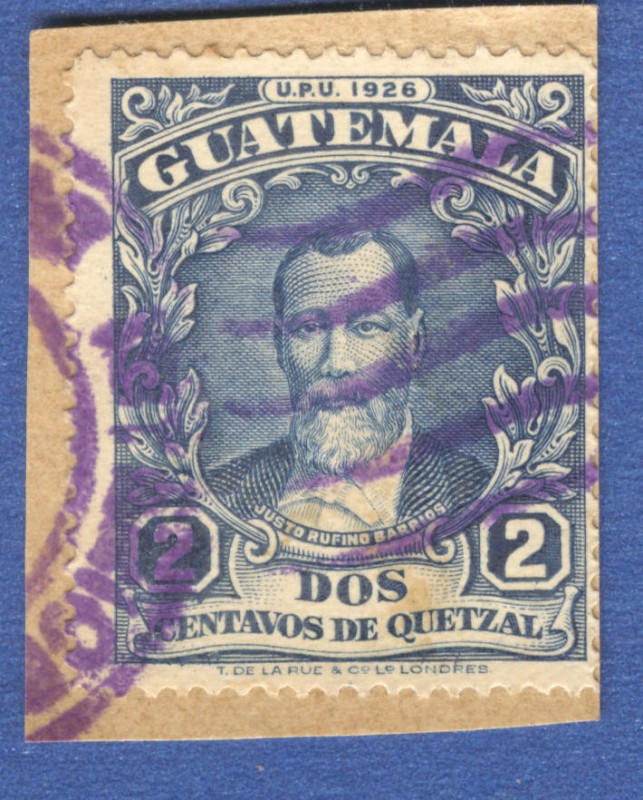 U.P.U. 1926
GUATEMALA
JUSTO RUFINO BARRIOS
2 2
DOS
CENTAVOS DE QUETZAL
T. DE LA RUE & Cº Lº LONDRES.